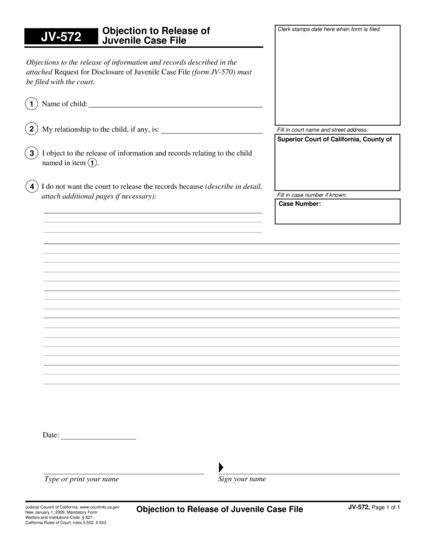 JV-572
Objection to Release of
Juvenile Case File
Clerk stamps date here when form is filed.
Objections to the release of information and records described in the
attached Request for Disclosure of Juvenile Case File (form JV-570) must
be filed with the court.
1 Name of child:
2 My relationship to the child, if any, is:
Fill in court name and street address:
Superior Court of California, County of
3 I object to the release of information and records relating to the child
named in item 1.
4 I do not want the court to release the records because (describe in detail,
attach additional pages if necessary):
Fill in case number if known:
Case Number:
Date:
Type or print your name
Sign your name
Judicial Council of California, www.courtinfo.ca.gov
New January 1, 2009, Mandatory Form
Welfare and Institutions Code, § 827;
California Rules of Court, rules 5.552, 5.553
Objection to Release of Juvenile Case File
JV-572, Page 1 of 1